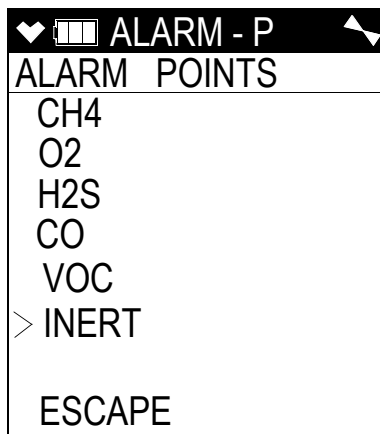 ALARM - P
ALARM POINTS
CH4
O2
H2S
CO
VOC
> INERT
ESCAPE